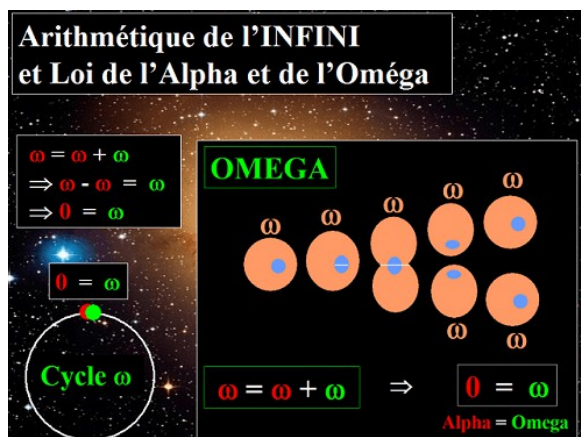 Arithmétique de l’INFINI
et Loi de l’Alpha et de l’Oméga
ω = ω + ω
⇒ ω - ω = ω
⇒ 0 = ω
0 = ω
Cycle ω
OMEGA
ω ω ω ω ω
ω ω
ω = ω + ω ⇒ 0 = ω
Alpha = Omega